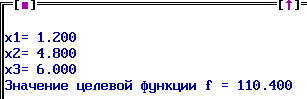 [■]
[↑]
x1= 1.200
x2= 4.800
x3= 6.000
Значение целевой функции f = 110.400